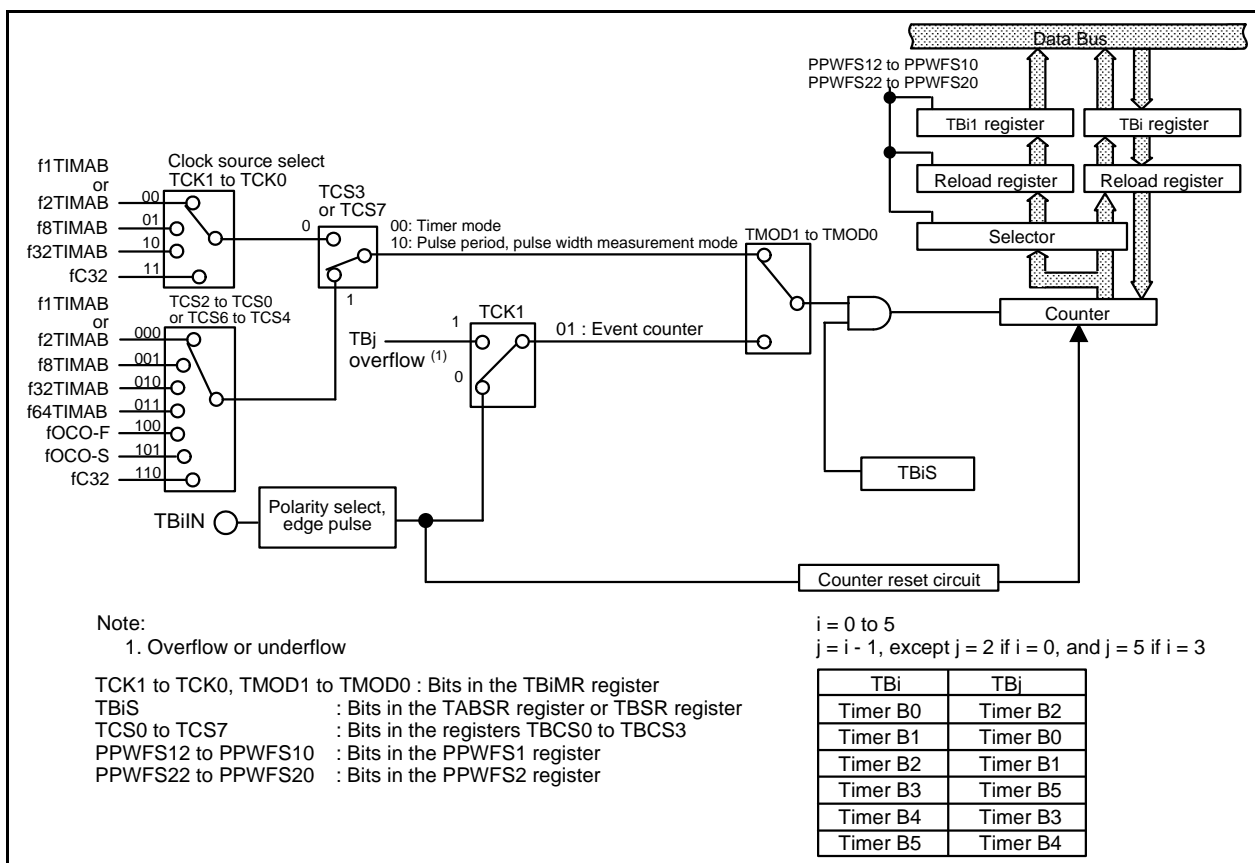 Data Bus
PPWFS12 to PPWFS10
PPWFS22 to PPWFS20
TBi1 register
TBi register
Reload register
Reload register
Selector
Counter
f1TIMAB
or
f2TIMAB
f8TIMAB
f32TIMAB
fC32
00
01
10
11
Clock source select
TCK1 to TCK0
TCS3
or TCS7
0
1
00: Timer mode
10: Pulse period, pulse width measurement mode
TMOD1 to TMOD0
f1TIMAB
or
f2TIMAB
f8TIMAB
f32TIMAB
f64TIMAB
fOCO-F
fOCO-S
fC32
000
001
010
011
100
101
110
TCS2 to TCS0
or TCS6 to TCS4
TCK1
1
0
TBj
overflow (1)
01 : Event counter
TBiS
TBiIN
Polarity select,
edge pulse
Counter reset circuit
Note:
1. Overflow or underflow
TCK1 to TCK0, TMOD1 to TMOD0 : Bits in the TBiMR register
TBiS : Bits in the TABSR register or TBSR register
TCS0 to TCS7 : Bits in the registers TBCS0 to TBCS3
PPWFS12 to PPWFS10 : Bits in the PPWFS1 register
PPWFS22 to PPWFS20 : Bits in the PPWFS2 register
i = 0 to 5
j = i - 1, except j = 2 if i = 0, and j = 5 if i = 3
TBi TBj
Timer B0 Timer B2
Timer B1 Timer B0
Timer B2 Timer B1
Timer B3 Timer B5
Timer B4 Timer B3
Timer B5 Timer B4